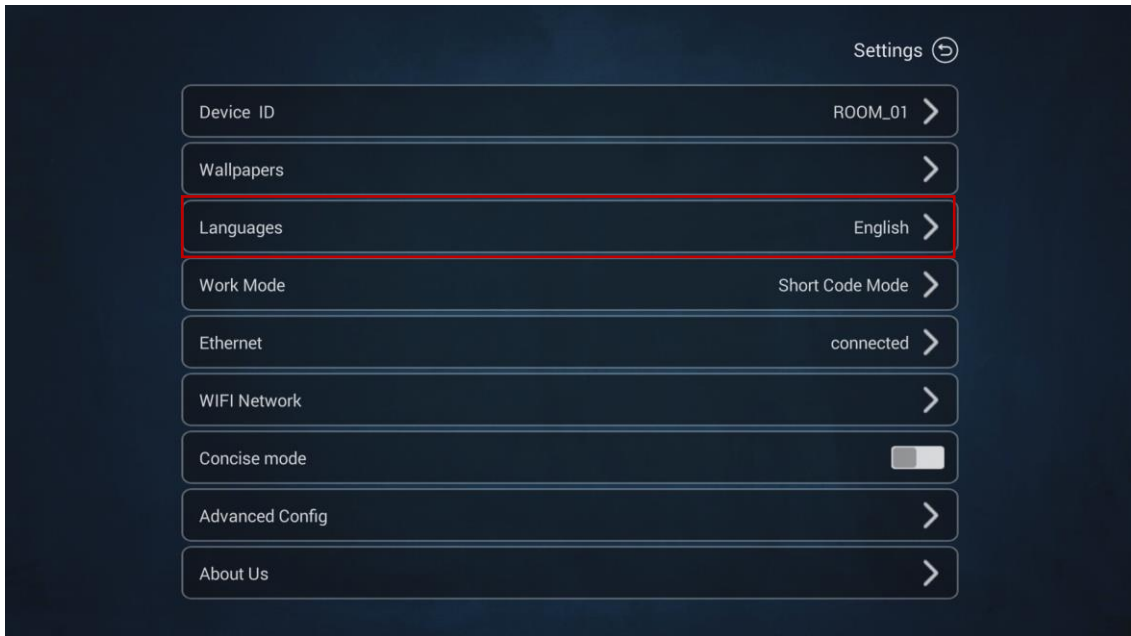 Settings
Device ID ROOM_01
Wallpapers
Languages English
Work Mode Short Code Mode
Ethernet connected
WIFI Network
Concise mode
Advanced Config
About Us